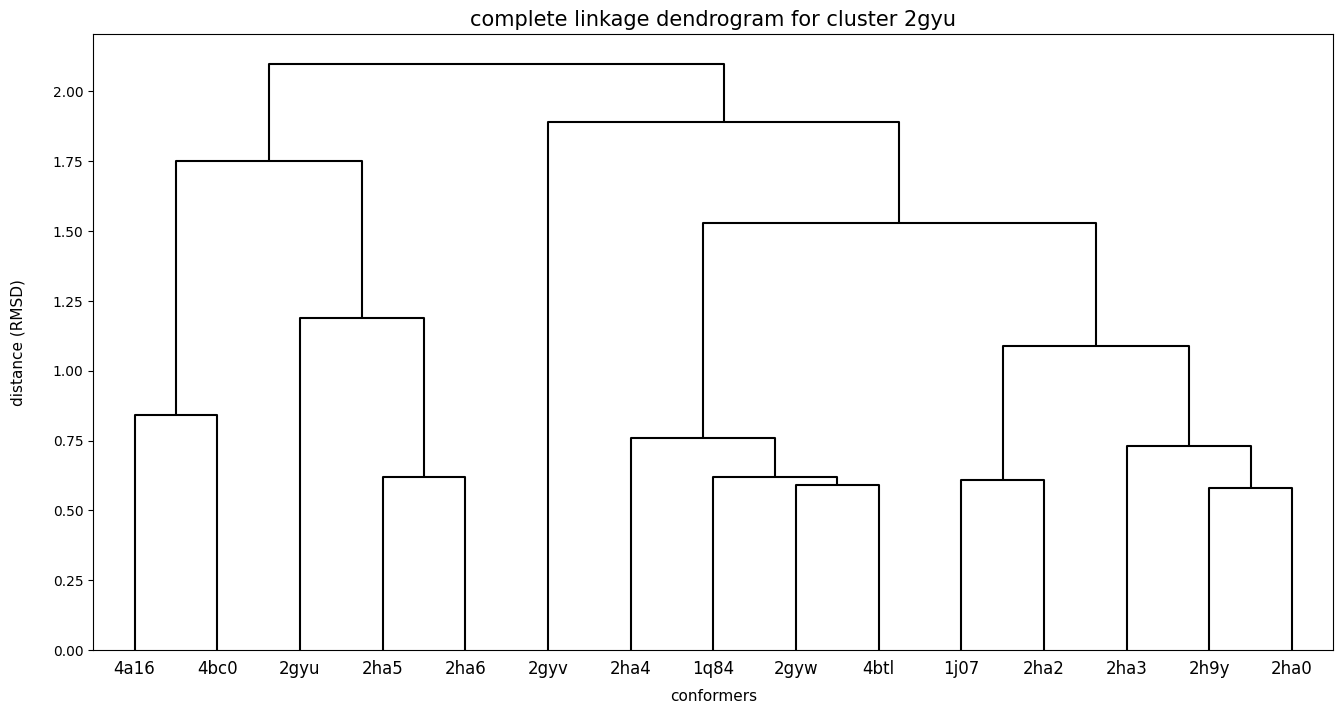 complete linkage dendrogram for cluster 2gyu
distance (RMSD)
2.00
1.75
1.50
1.25
1.00
0.75
0.50
0.25
0.00
4a16 4bc0 2gyu 2ha5 2ha6 2gyv 2ha4 1q84 2gyw 4btl 1j07 2ha2 2ha3 2h9y 2ha0
conformers